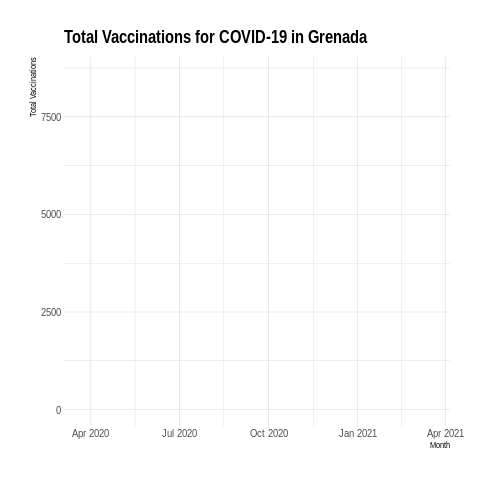 Total Vaccinations for COVID-19 in Grenada
Total Vaccinations
7500
5000
2500
0
Apr 2020 Jul 2020 Oct 2020 Jan 2021 Apr 2021
Month